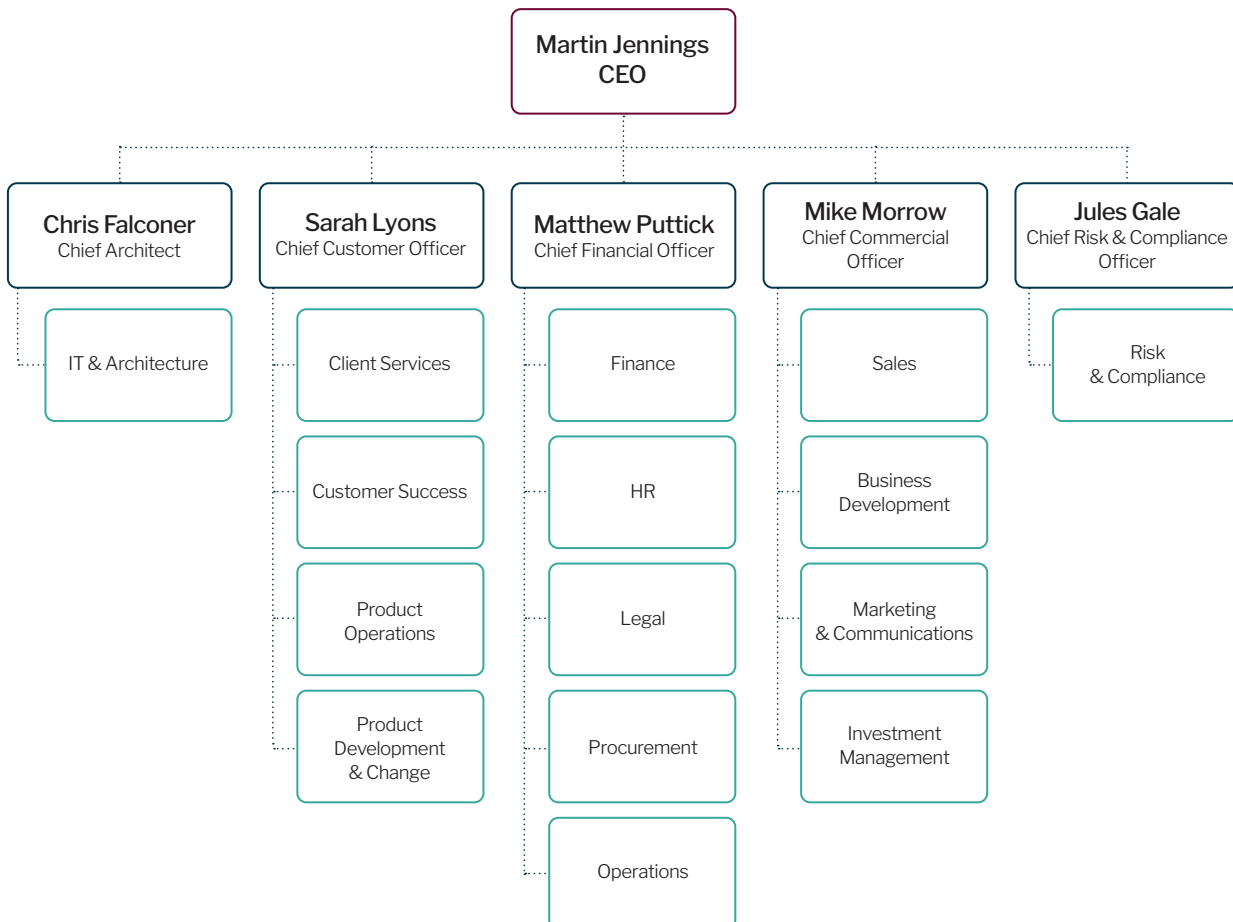 Martin Jennings
CEO
Chris Falconer
Chief Architect
Sarah Lyons
Chief Customer Officer
Matthew Puttick
Chief Financial Officer
Mike Morrow
Chief Commercial
Officer
Jules Gale
Chief Risk & Compliance
Officer
IT & Architecture
Client Services
Customer Success
Product
Operations
Product
Development
& Change
Finance
HR
Legal
Procurement
Operations
Sales
Business
Development
Marketing
& Communications
Investment
Management
Risk
& Compliance